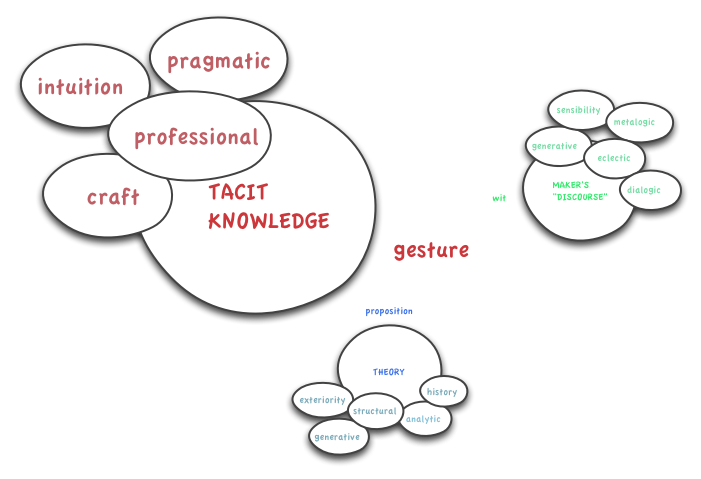 pragmatic
intuition
professional
craft
TACIT
KNOWLEDGE
gesture
sensibility
metalogic
generative
eclectic
MAKER'S
"DISCOURSE"
dialogic
wit
proposition
THEORY
history
exteriority
structural
analytic
generative